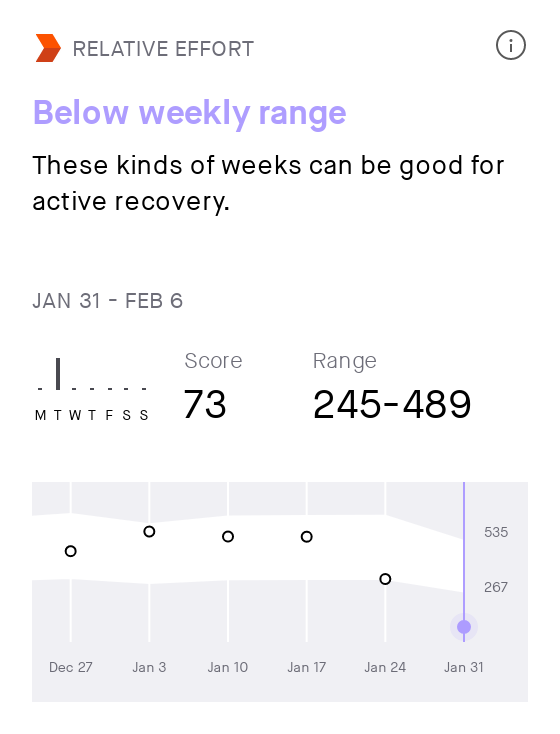 RELATIVE EFFORT
Below weekly range
These kinds of weeks can be good for
active recovery.
JAN 31 - FEB 6
Score
Range
73
245-489
M T W T F S S
535
267
Dec 27
Jan 3
Jan 10
Jan 17
Jan 24
Jan 31